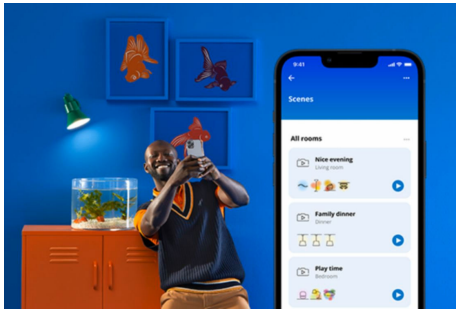 9:41
Scenes
All rooms
Nice evening
Living room
Family dinner
Dinner
Play time
Bedroom